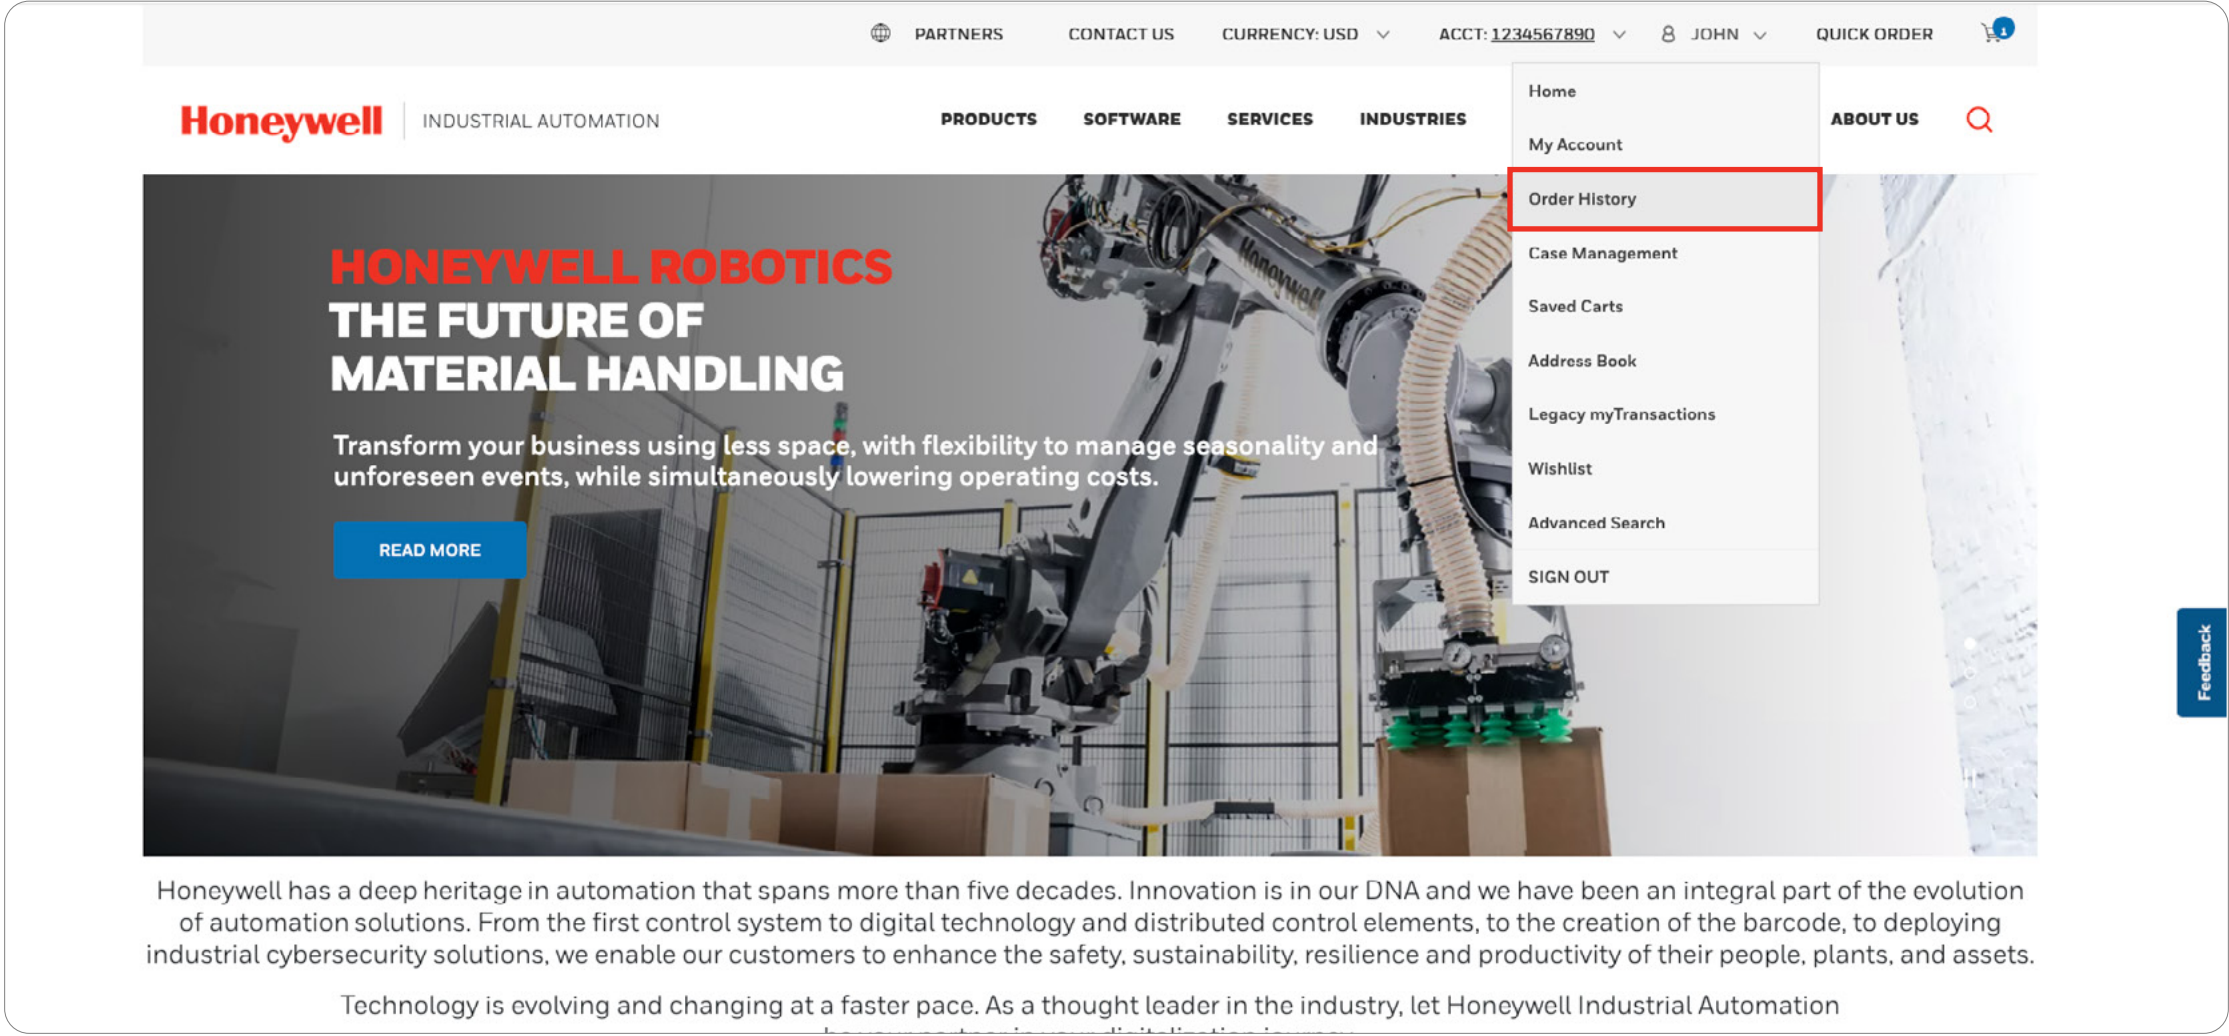 PARTNERS CONTACT US CURRENCY: USD ACCT: 1234567890 JOHN QUICK ORDER 1
Honeywell INDUSTRIAL AUTOMATION PRODUCTS SOFTWARE SERVICES INDUSTRIES ABOUT US
Home
My Account
Order History
Case Management
Saved Carts
Address Book
Legacy myTransactions
Wishlist
Advanced Search
SIGN OUT
Honeywell
HONEYWELL ROBOTICS
THE FUTURE OF
MATERIAL HANDLING
Transform your business using less space, with flexibility to manage seasonality and
unforeseen events, while simultaneously lowering operating costs.
READ MORE
Feedback
Honeywell has a deep heritage in automation that spans more than five decades. Innovation is in our DNA and we have been an integral part of the evolution
of automation solutions. From the first control system to digital technology and distributed control elements, to the creation of the barcode, to deploying
industrial cybersecurity solutions, we enable our customers to enhance the safety, sustainability, resilience and productivity of their people, plants, and assets.
Technology is evolving and changing at a faster pace. As a thought leader in the industry, let Honeywell Industrial Automation